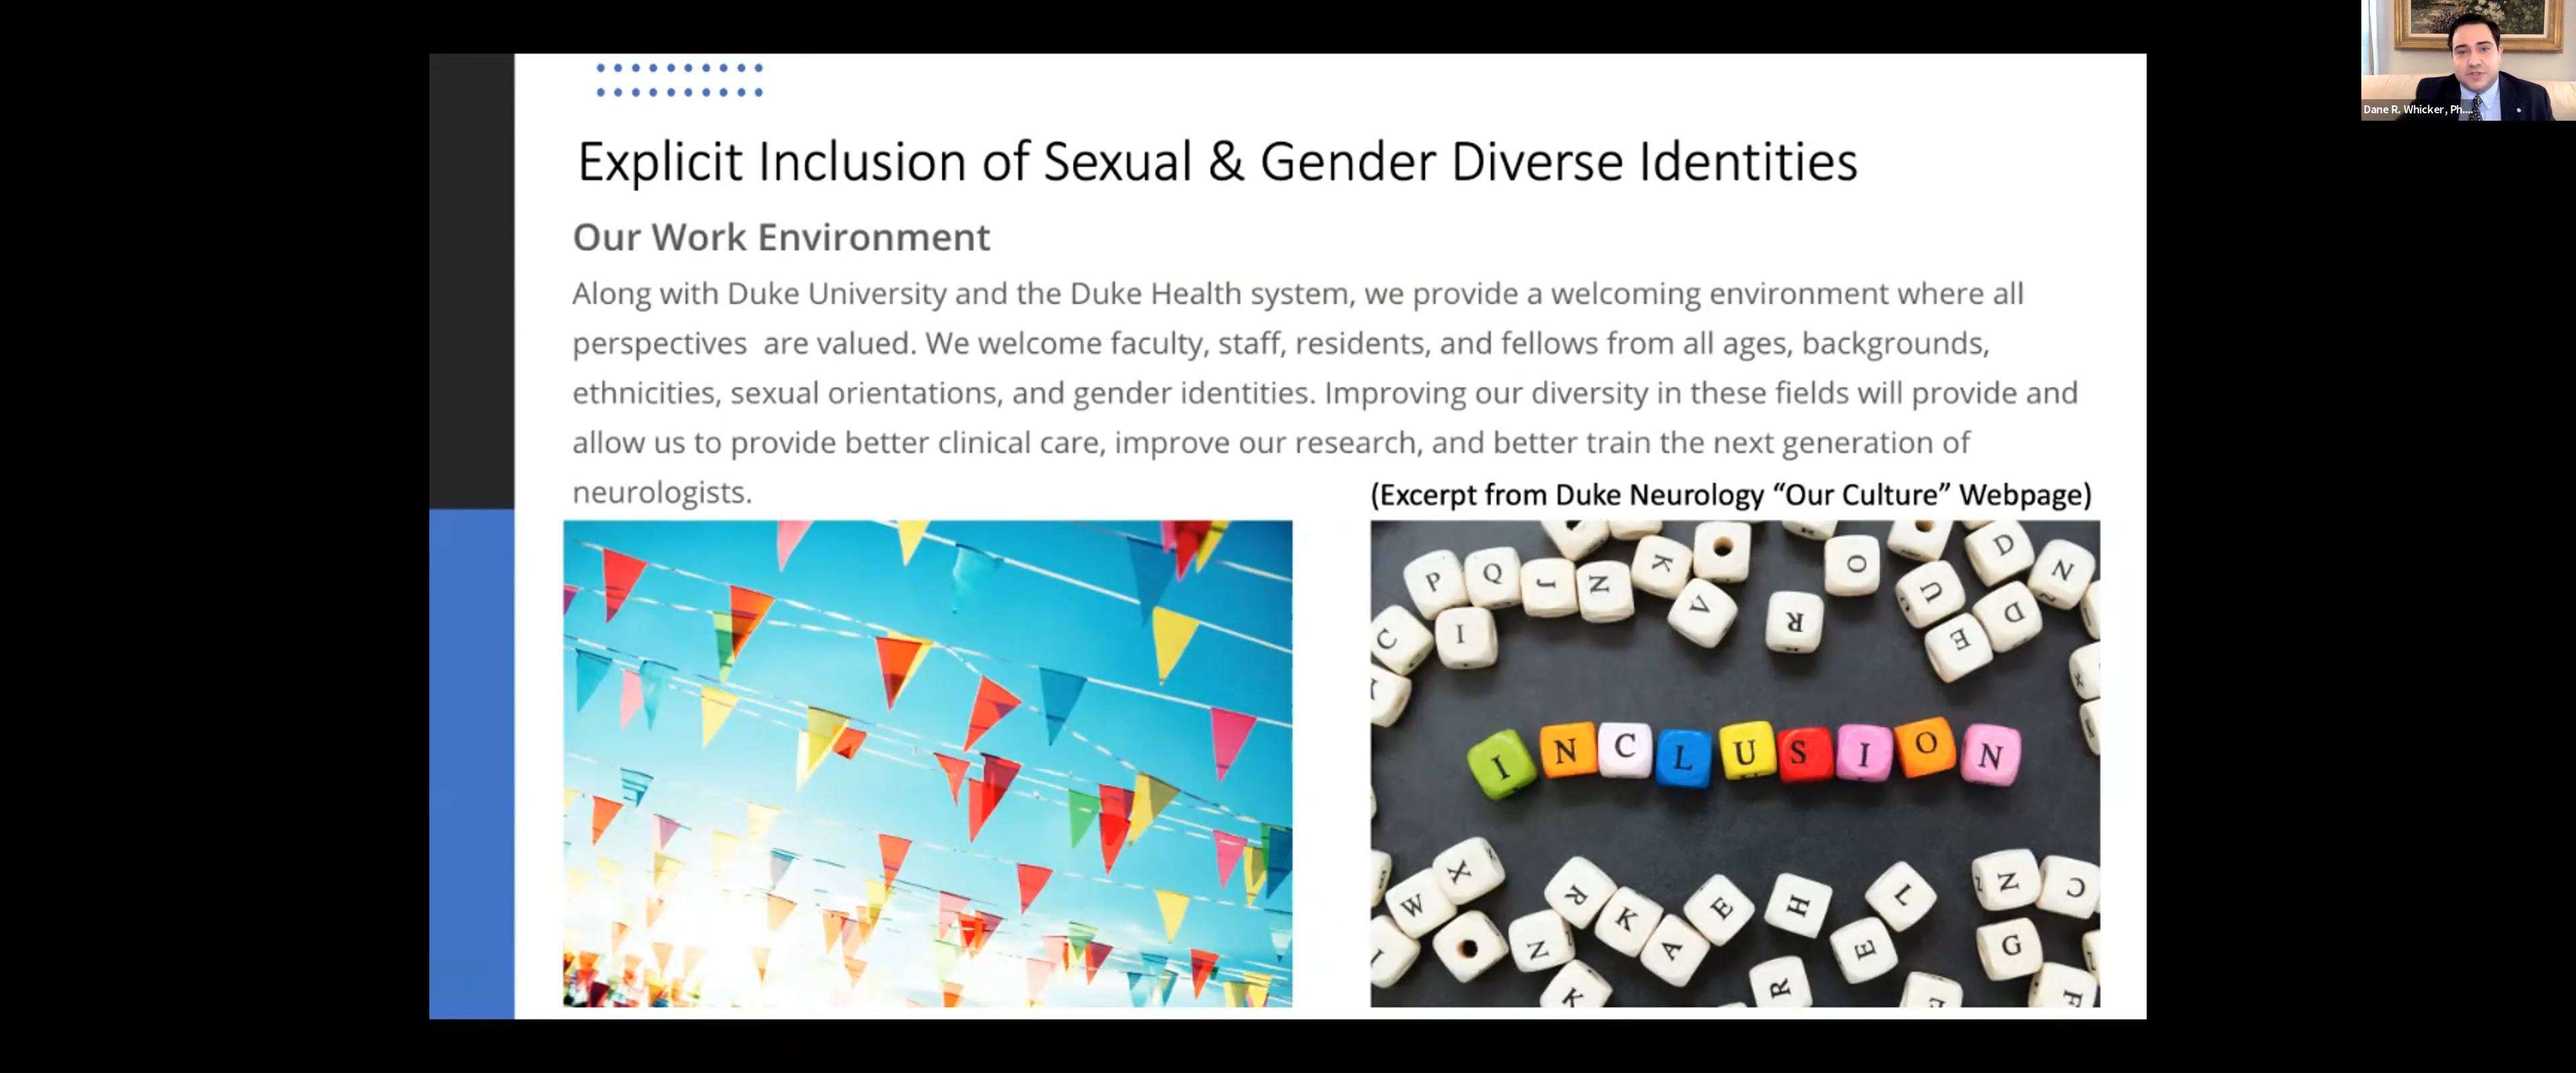 Explicit Inclusion of Sexual & Gender Diverse Identities
Our Work Environment
Along with Duke University and the Duke Health system, we provide a welcoming environment where all
perspectives  are valued. We welcome faculty, staff, residents, and fellows from all ages, backgrounds,
ethnicities, sexual orientations, and gender identities. Improving our diversity in these fields will provide and
allow us to provide better clinical care, improve our research, and better train the next generation of
neurologists.
(Excerpt from Duke Neurology “Our Culture” Webpage)
INCLUSION
Dane R. Whicker, Ph....